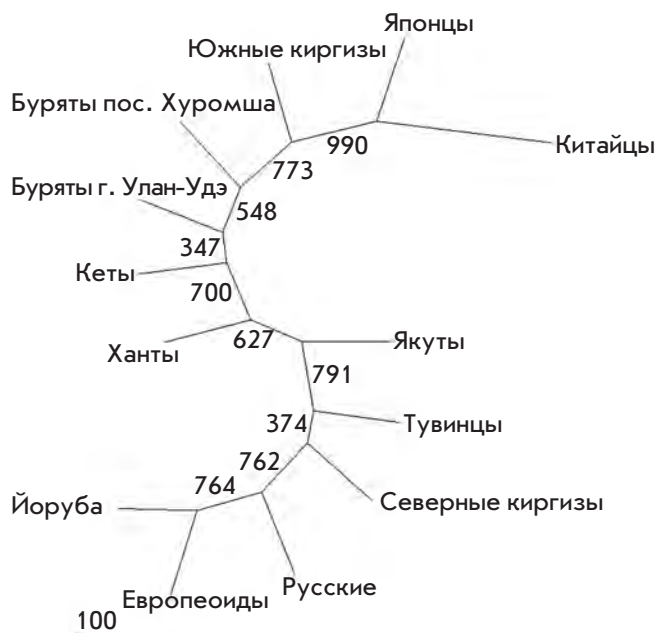 Японцы
Южные киргизы
Буряты пос. Хуромша
990
Китайцы
773
Буряты г. Улан-Удэ
548
347
Кеты
700
Ханты
627
Якуты
791
374
Тувинцы
762
764
Йоруба
Северные киргизы
Русские
Европеоиды
100